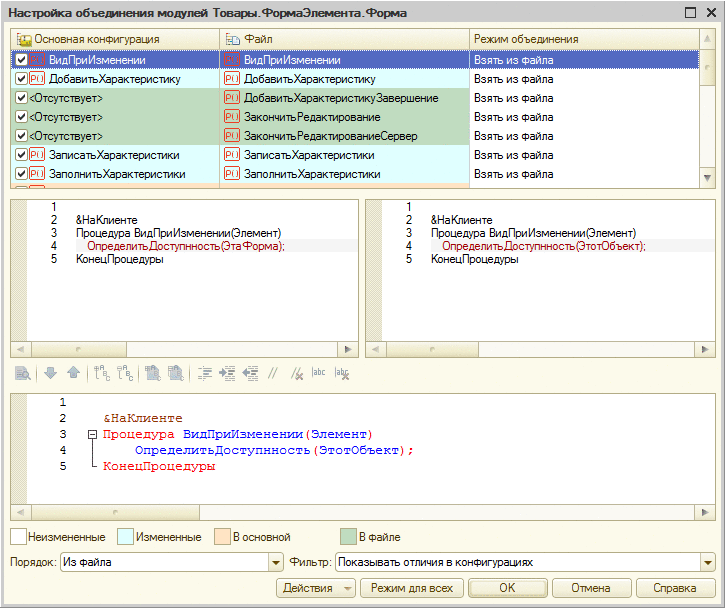 Настройка объединения модулей Товары.ФормаЭлемента.Форма
Основная конфигурация Файл Режим объединения
ВидПриИзменении ВидПриИзменении Взять из файла
ДобавитьХарактеристику ДобавитьХарактеристику Взять из файла
<Отсутствует> ДобавитьХарактеристикуЗавершение Взять из файла
<Отсутствует> ЗакончитьРедактирование Взять из файла
<Отсутствует> ЗакончитьРедактированиеСервер Взять из файла
ЗаписатьХарактеристики ЗаписатьХарактеристики Взять из файла
ЗаполнитьХарактеристики ЗаполнитьХарактеристики Взять из файла
1
2 &НаКлиенте
3 Процедура ВидПриИзменении(Элемент)
4 ОпределитьДоступнность(ЭтаФорма);
5 КонецПроцедуры
1
2 &НаКлиенте
3 Процедура ВидПриИзменении(Элемент)
4 ОпределитьДоступнность(ЭтотОбъект);
5 КонецПроцедуры
1
2 &НаКлиенте
3 Процедура ВидПриИзменении(Элемент)
4 ОпределитьДоступнность(ЭтотОбъект);
5 КонецПроцедуры
Неизмененные Измененные В основной В файле
Порядок: Из файла Фильтр: Показывать отличия в конфигурациях
Действия Режим для всех ОК Отмена Справка